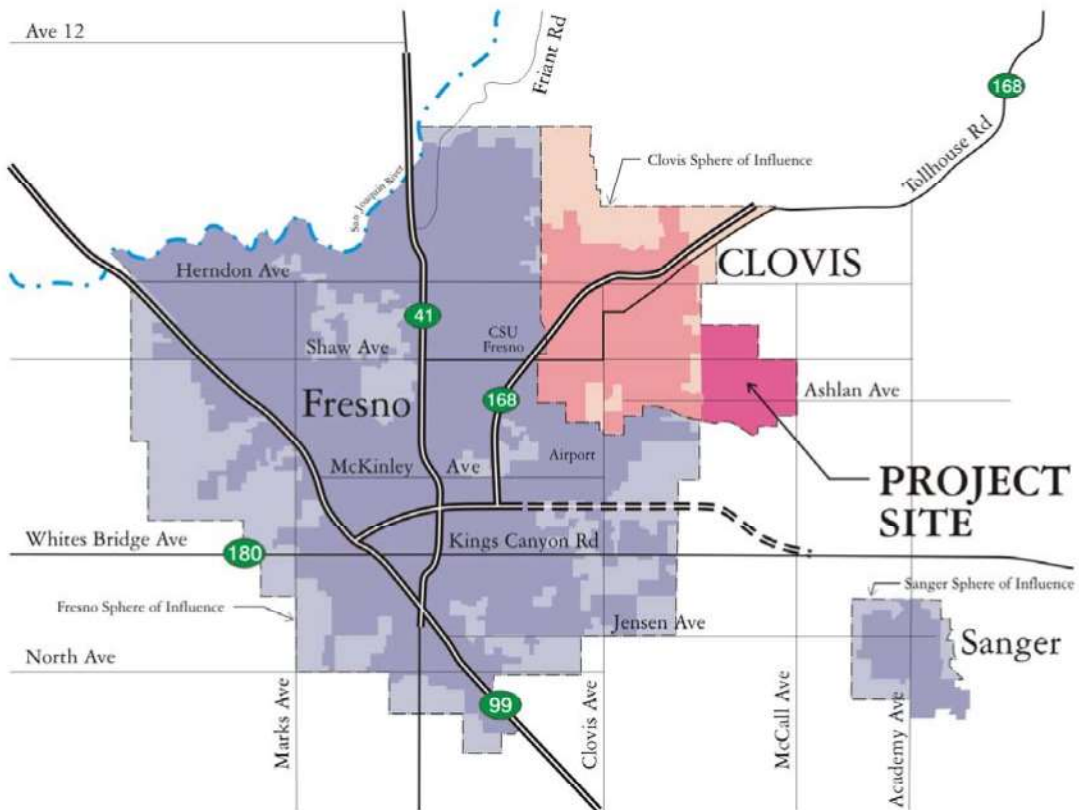 Ave 12
Friant Rd
168
Tollhouse Rd
Clovis Sphere of Influence
San Joaquin River
Herndon Ave
CLOVIS
41
CSU
Fresno
Shaw Ave
Fresno
168
Ashlan Ave
McKinley Ave
Airport
PROJECT
SITE
Whites Bridge Ave
180
Kings Canyon Rd
Sanger Sphere of Influence
Fresno Sphere of Influence
Jensen Ave
Sanger
North Ave
99
Marks Ave
Clovis Ave
McCall Ave
Academy Ave